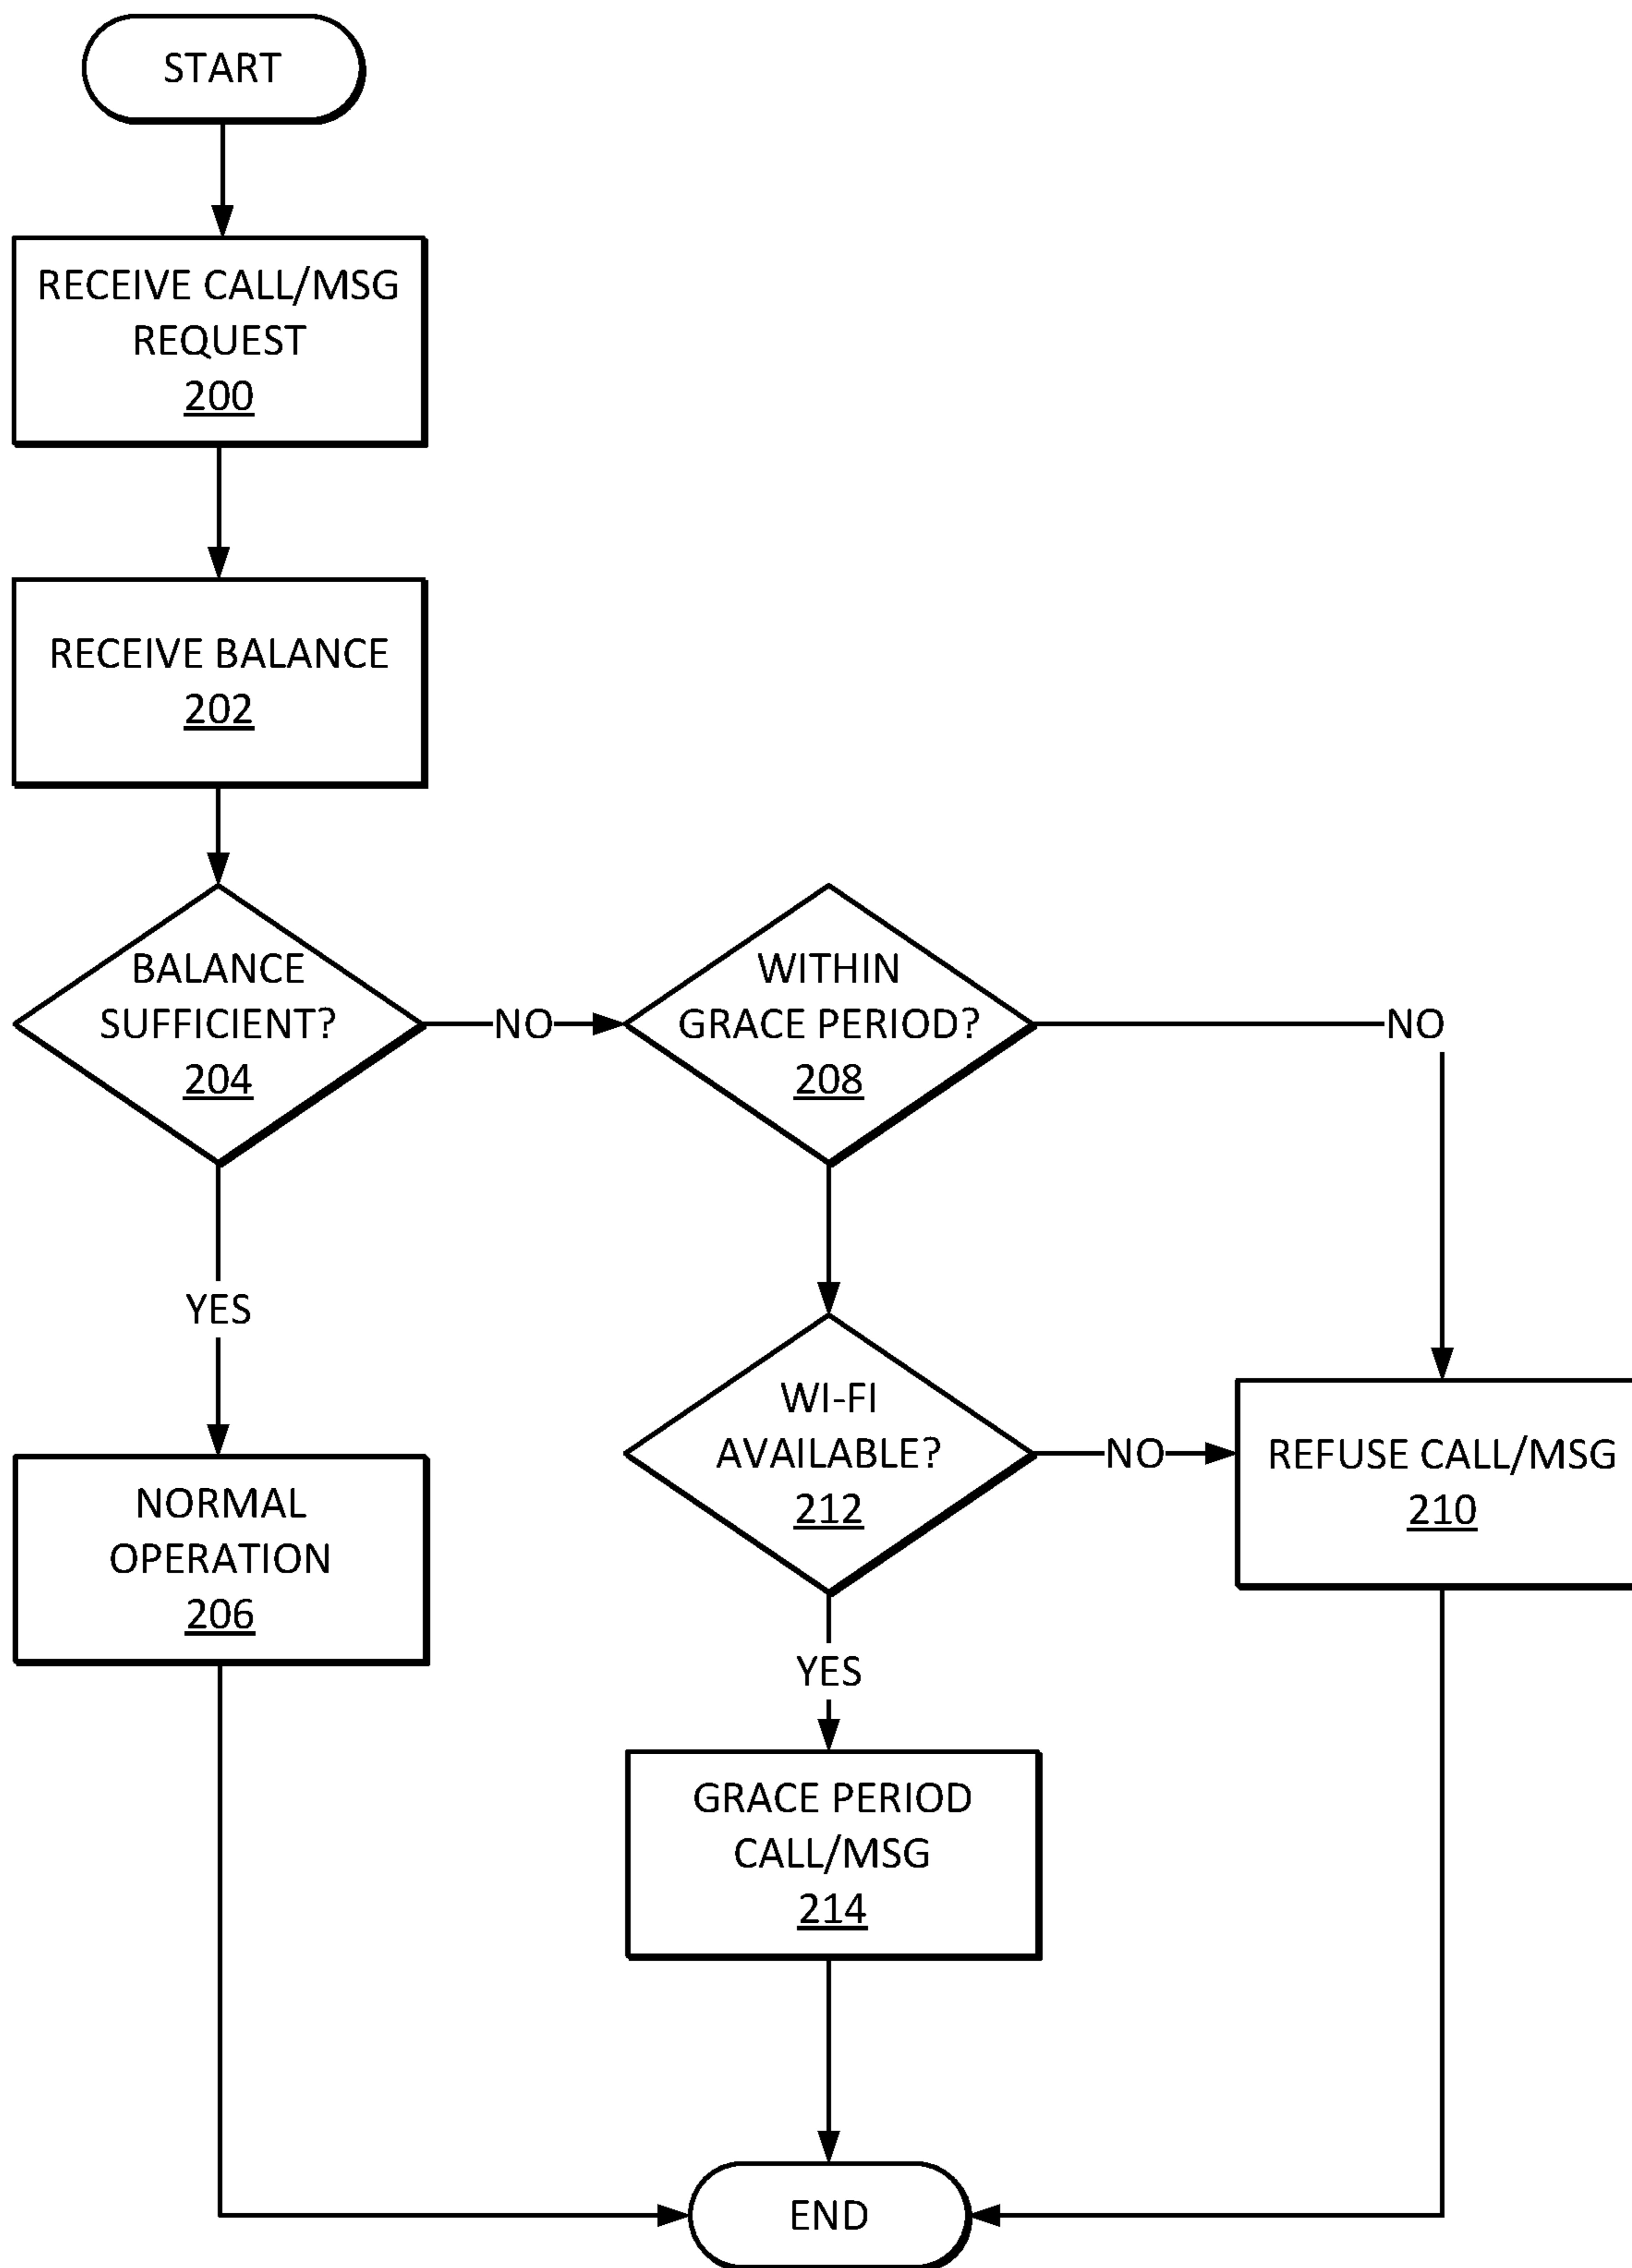 START
RECEIVE CALL/MSG
REQUEST
200
RECEIVE BALANCE
202
BALANCE
SUFFICIENT?
204
NO
WITHIN
GRACE PERIOD?
208
NO
YES
NORMAL
OPERATION
206
WI-FI
AVAILABLE?
212
NO
REFUSE CALL/MSG
210
YES
GRACE PERIOD
CALL/MSG
214
END